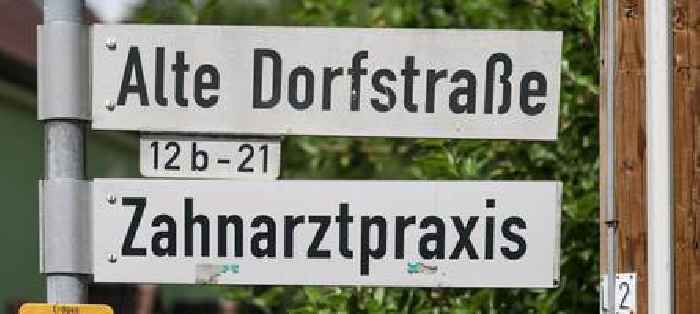 Alte Dorfstraße
12 b - 21
Zahnarztpraxis
2